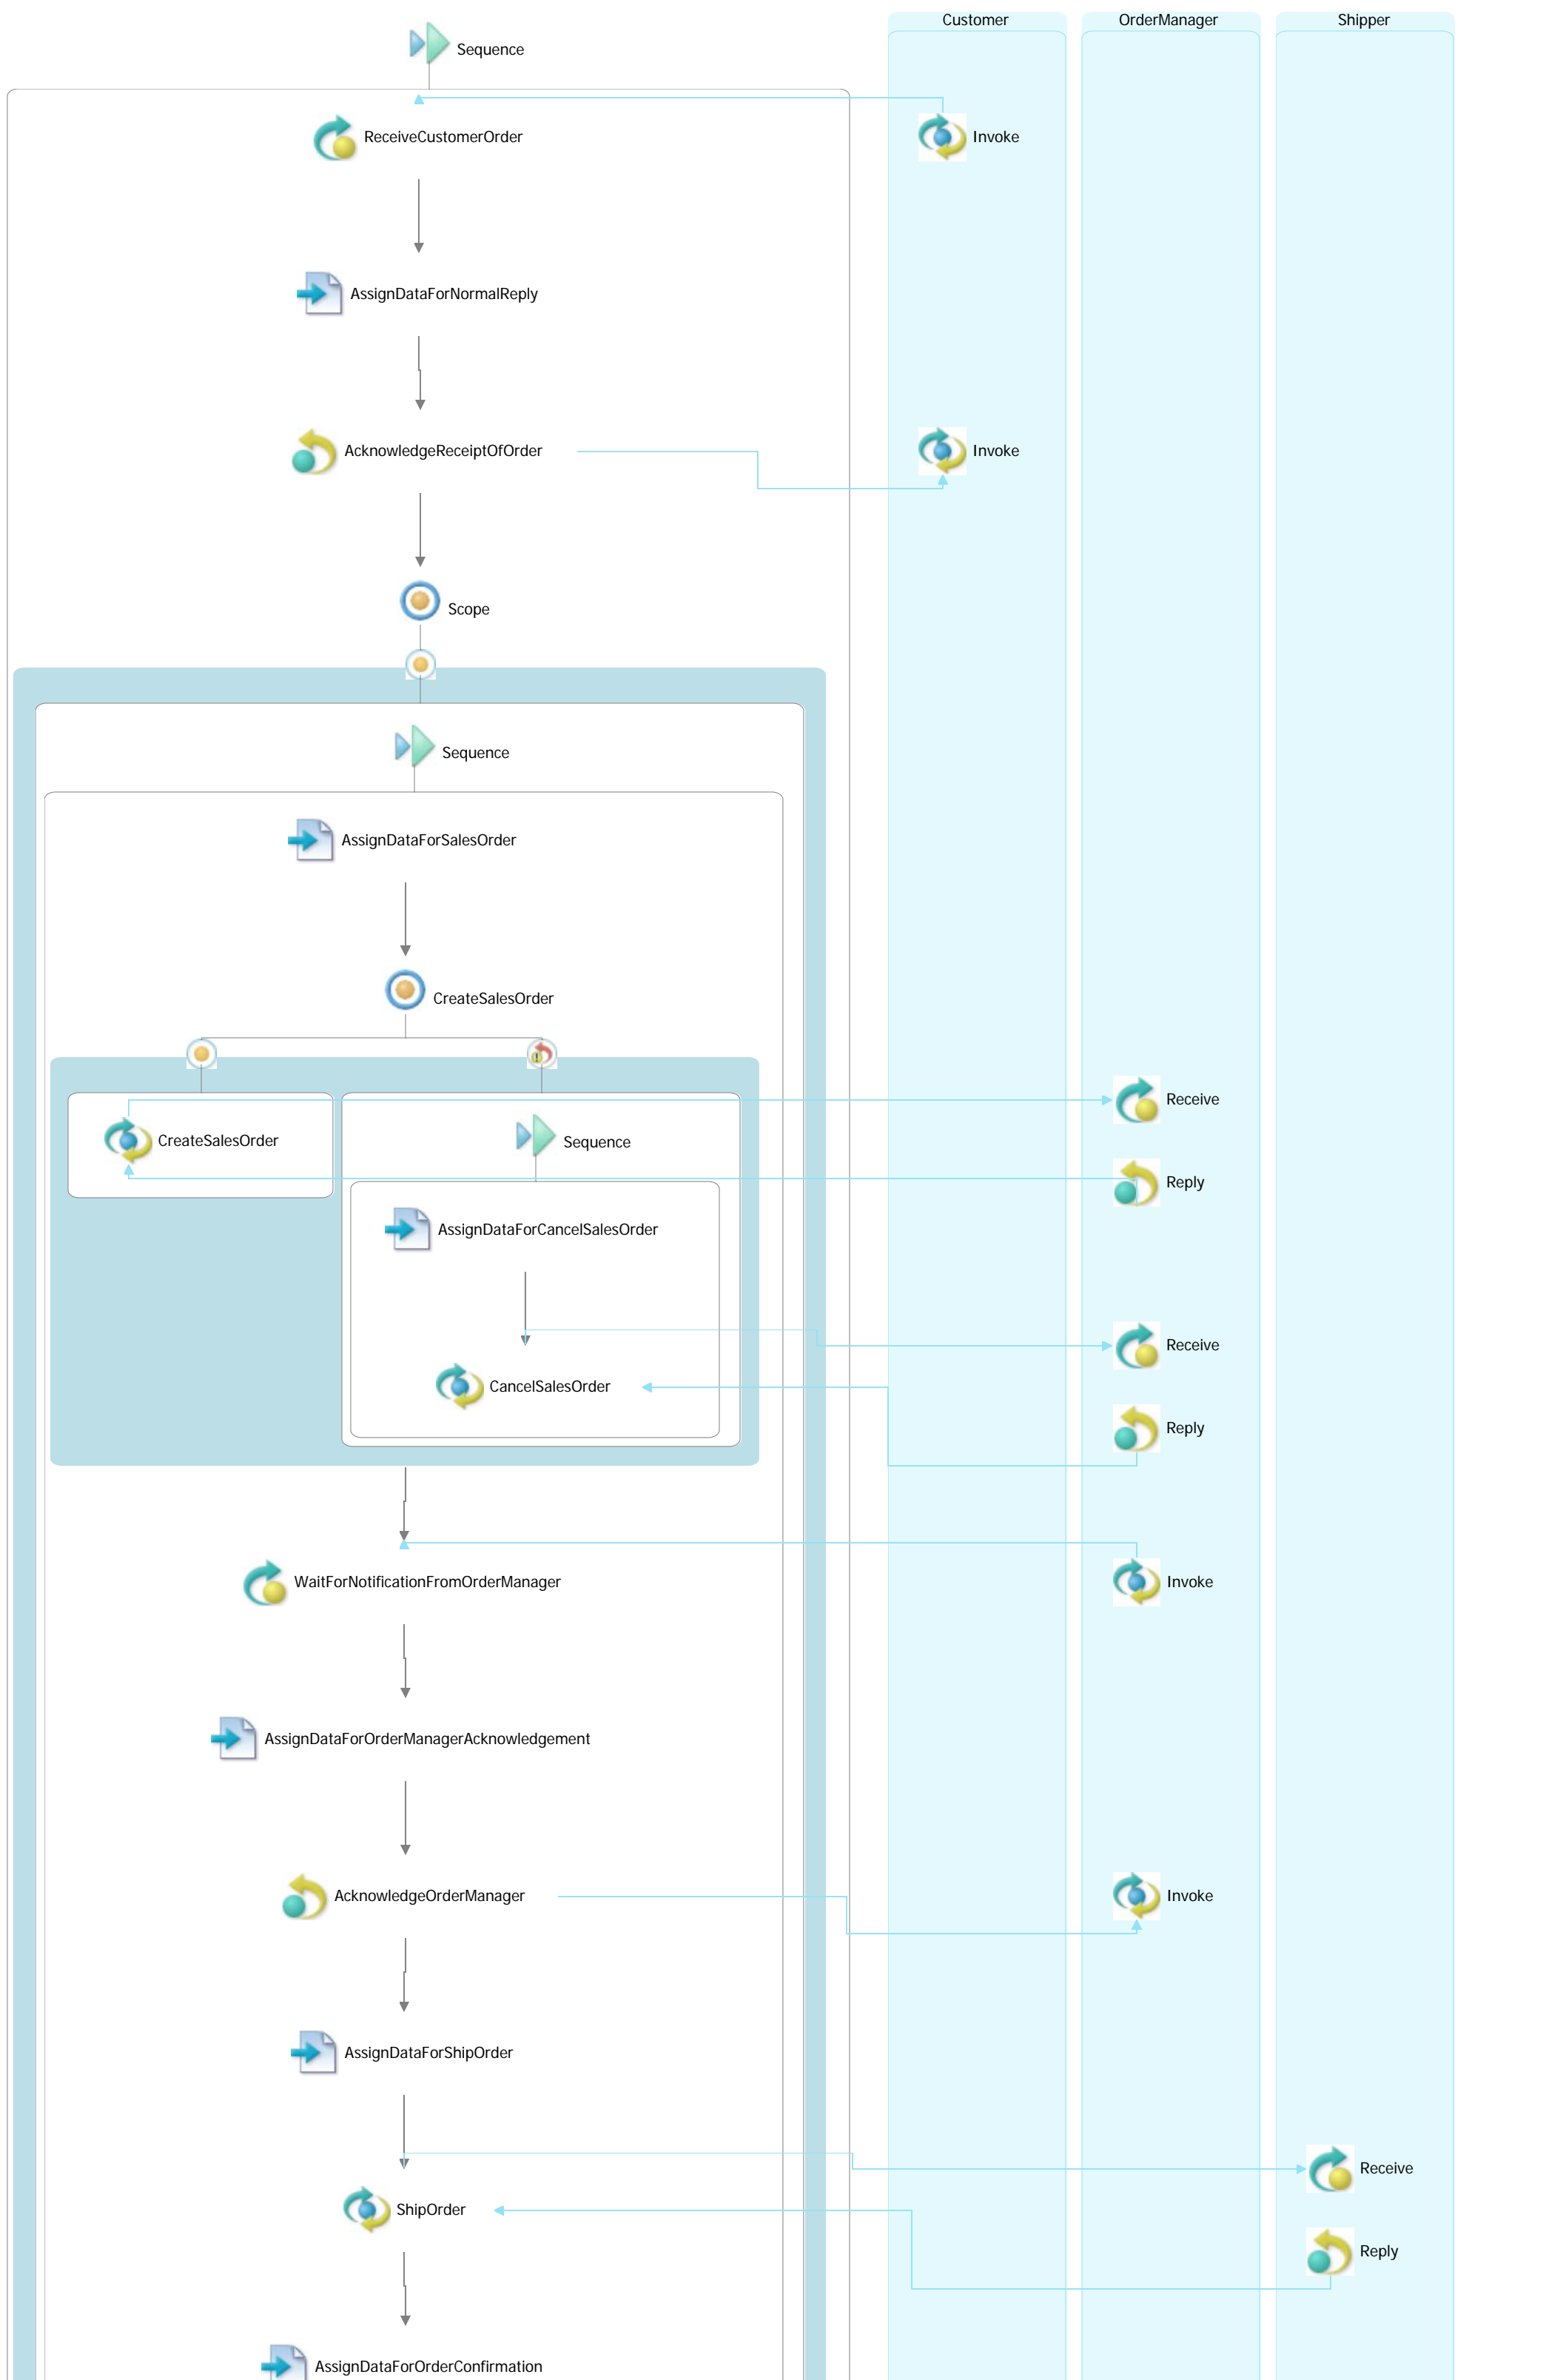 Customer
OrderManager
Shipper
Sequence
ReceiveCustomerOrder
Invoke
AssignDataForNormalReply
AcknowledgeReceiptOfOrder
Invoke
Scope
Sequence
AssignDataForSalesOrder
CreateSalesOrder
Receive
CreateSalesOrder
Sequence
Reply
AssignDataForCancelSalesOrder
Receive
CancelSalesOrder
Reply
WaitForNotificationFromOrderManager
Invoke
AssignDataForOrderManagerAcknowledgement
AcknowledgeOrderManager
Invoke
AssignDataForShipOrder
Receive
ShipOrder
Reply
AssignDataForOrderConfirmation